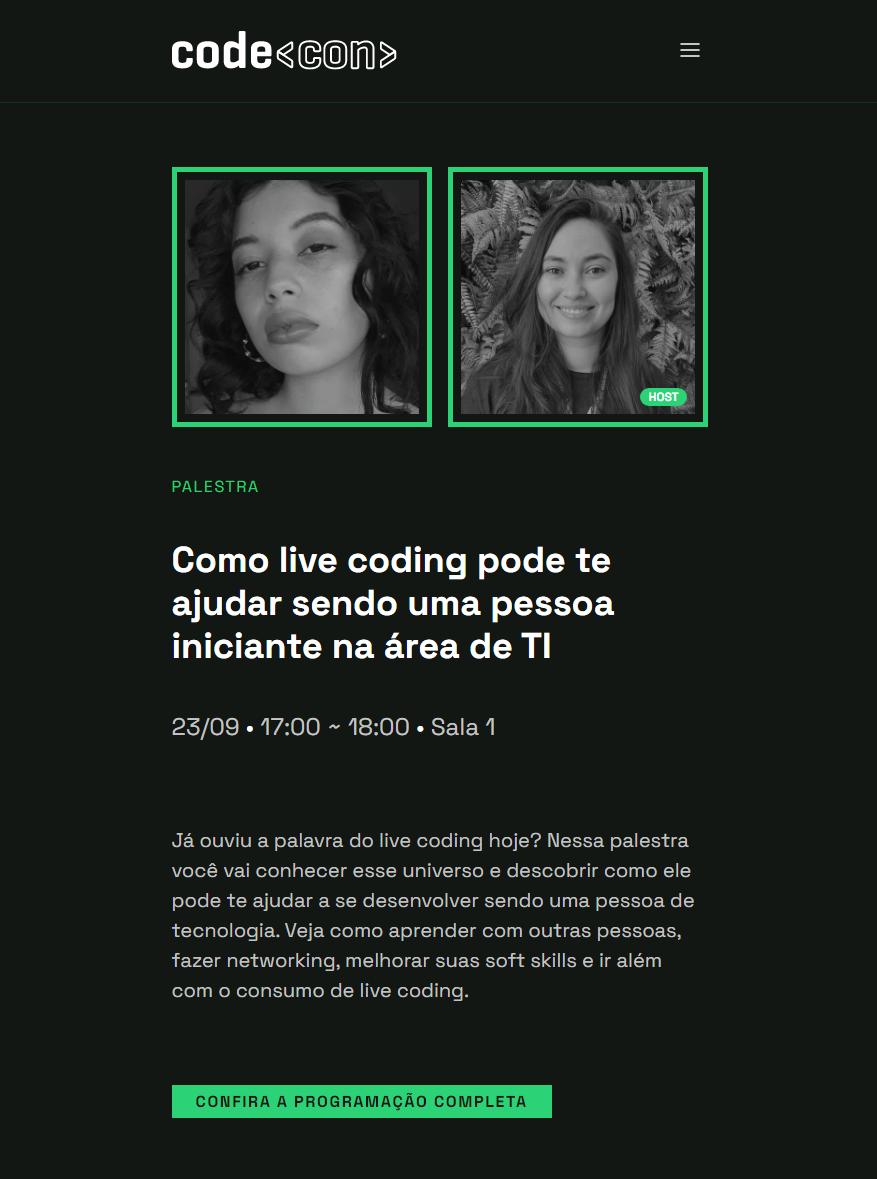 code<con>
HOST
PALESTRA
Como live coding pode te
ajudar sendo uma pessoa
iniciante na área de TI
23/09 • 17:00 ~ 18:00 • Sala 1
Já ouviu a palavra do live coding hoje? Nessa palestra
você vai conhecer esse universo e descobrir como ele
pode te ajudar a se desenvolver sendo uma pessoa de
tecnologia. Veja como aprender com outras pessoas,
fazer networking, melhorar suas soft skills e ir além
com o consumo de live coding.
CONFIRA A PROGRAMAÇÃO COMPLETA